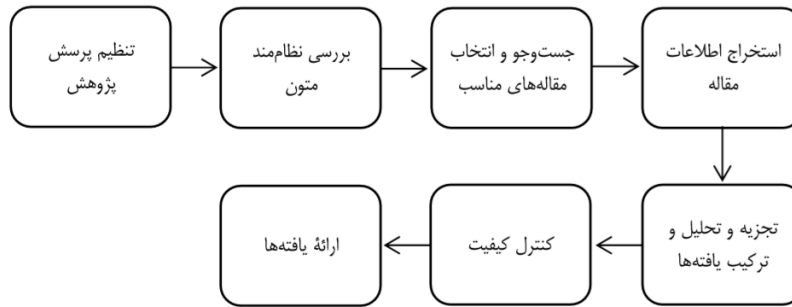 تنظیم پرسش
پژوهش
بررسی نظام‌مند
متون
جست‌وجو و انتخاب
مقاله‌های مناسب
استخراج اطلاعات
مقاله
تجزیه و تحلیل و
ترکیب یافته‌ها
کنترل کیفیت
ارائهٔ یافته‌ها